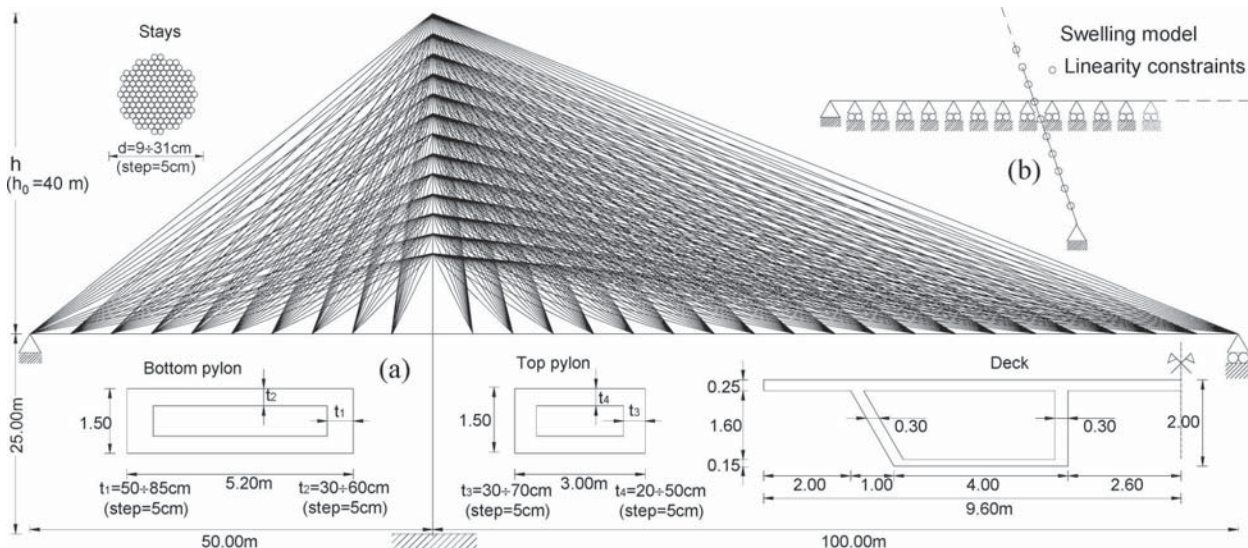 Stays
d=9÷31cm
(step=5cm)
h
(h₀ =40 m)
(b)
Swelling model
Linearity constraints
25.00m
(a)
Bottom pylon
t₂
t₁
1.50
5.20m
t₁=50÷85cm
(step=5cm)
t₂=30÷60cm
(step=5cm)
Top pylon
t₄
t₃
1.50
3.00m
t₃=30÷70cm
(step=5cm)
t₄=20÷50cm
(step=5cm)
Deck
0.25
1.60
0.15
0.30
0.30
2.00
2.00
1.00
4.00
2.60
9.60m
50.00m
100.00m